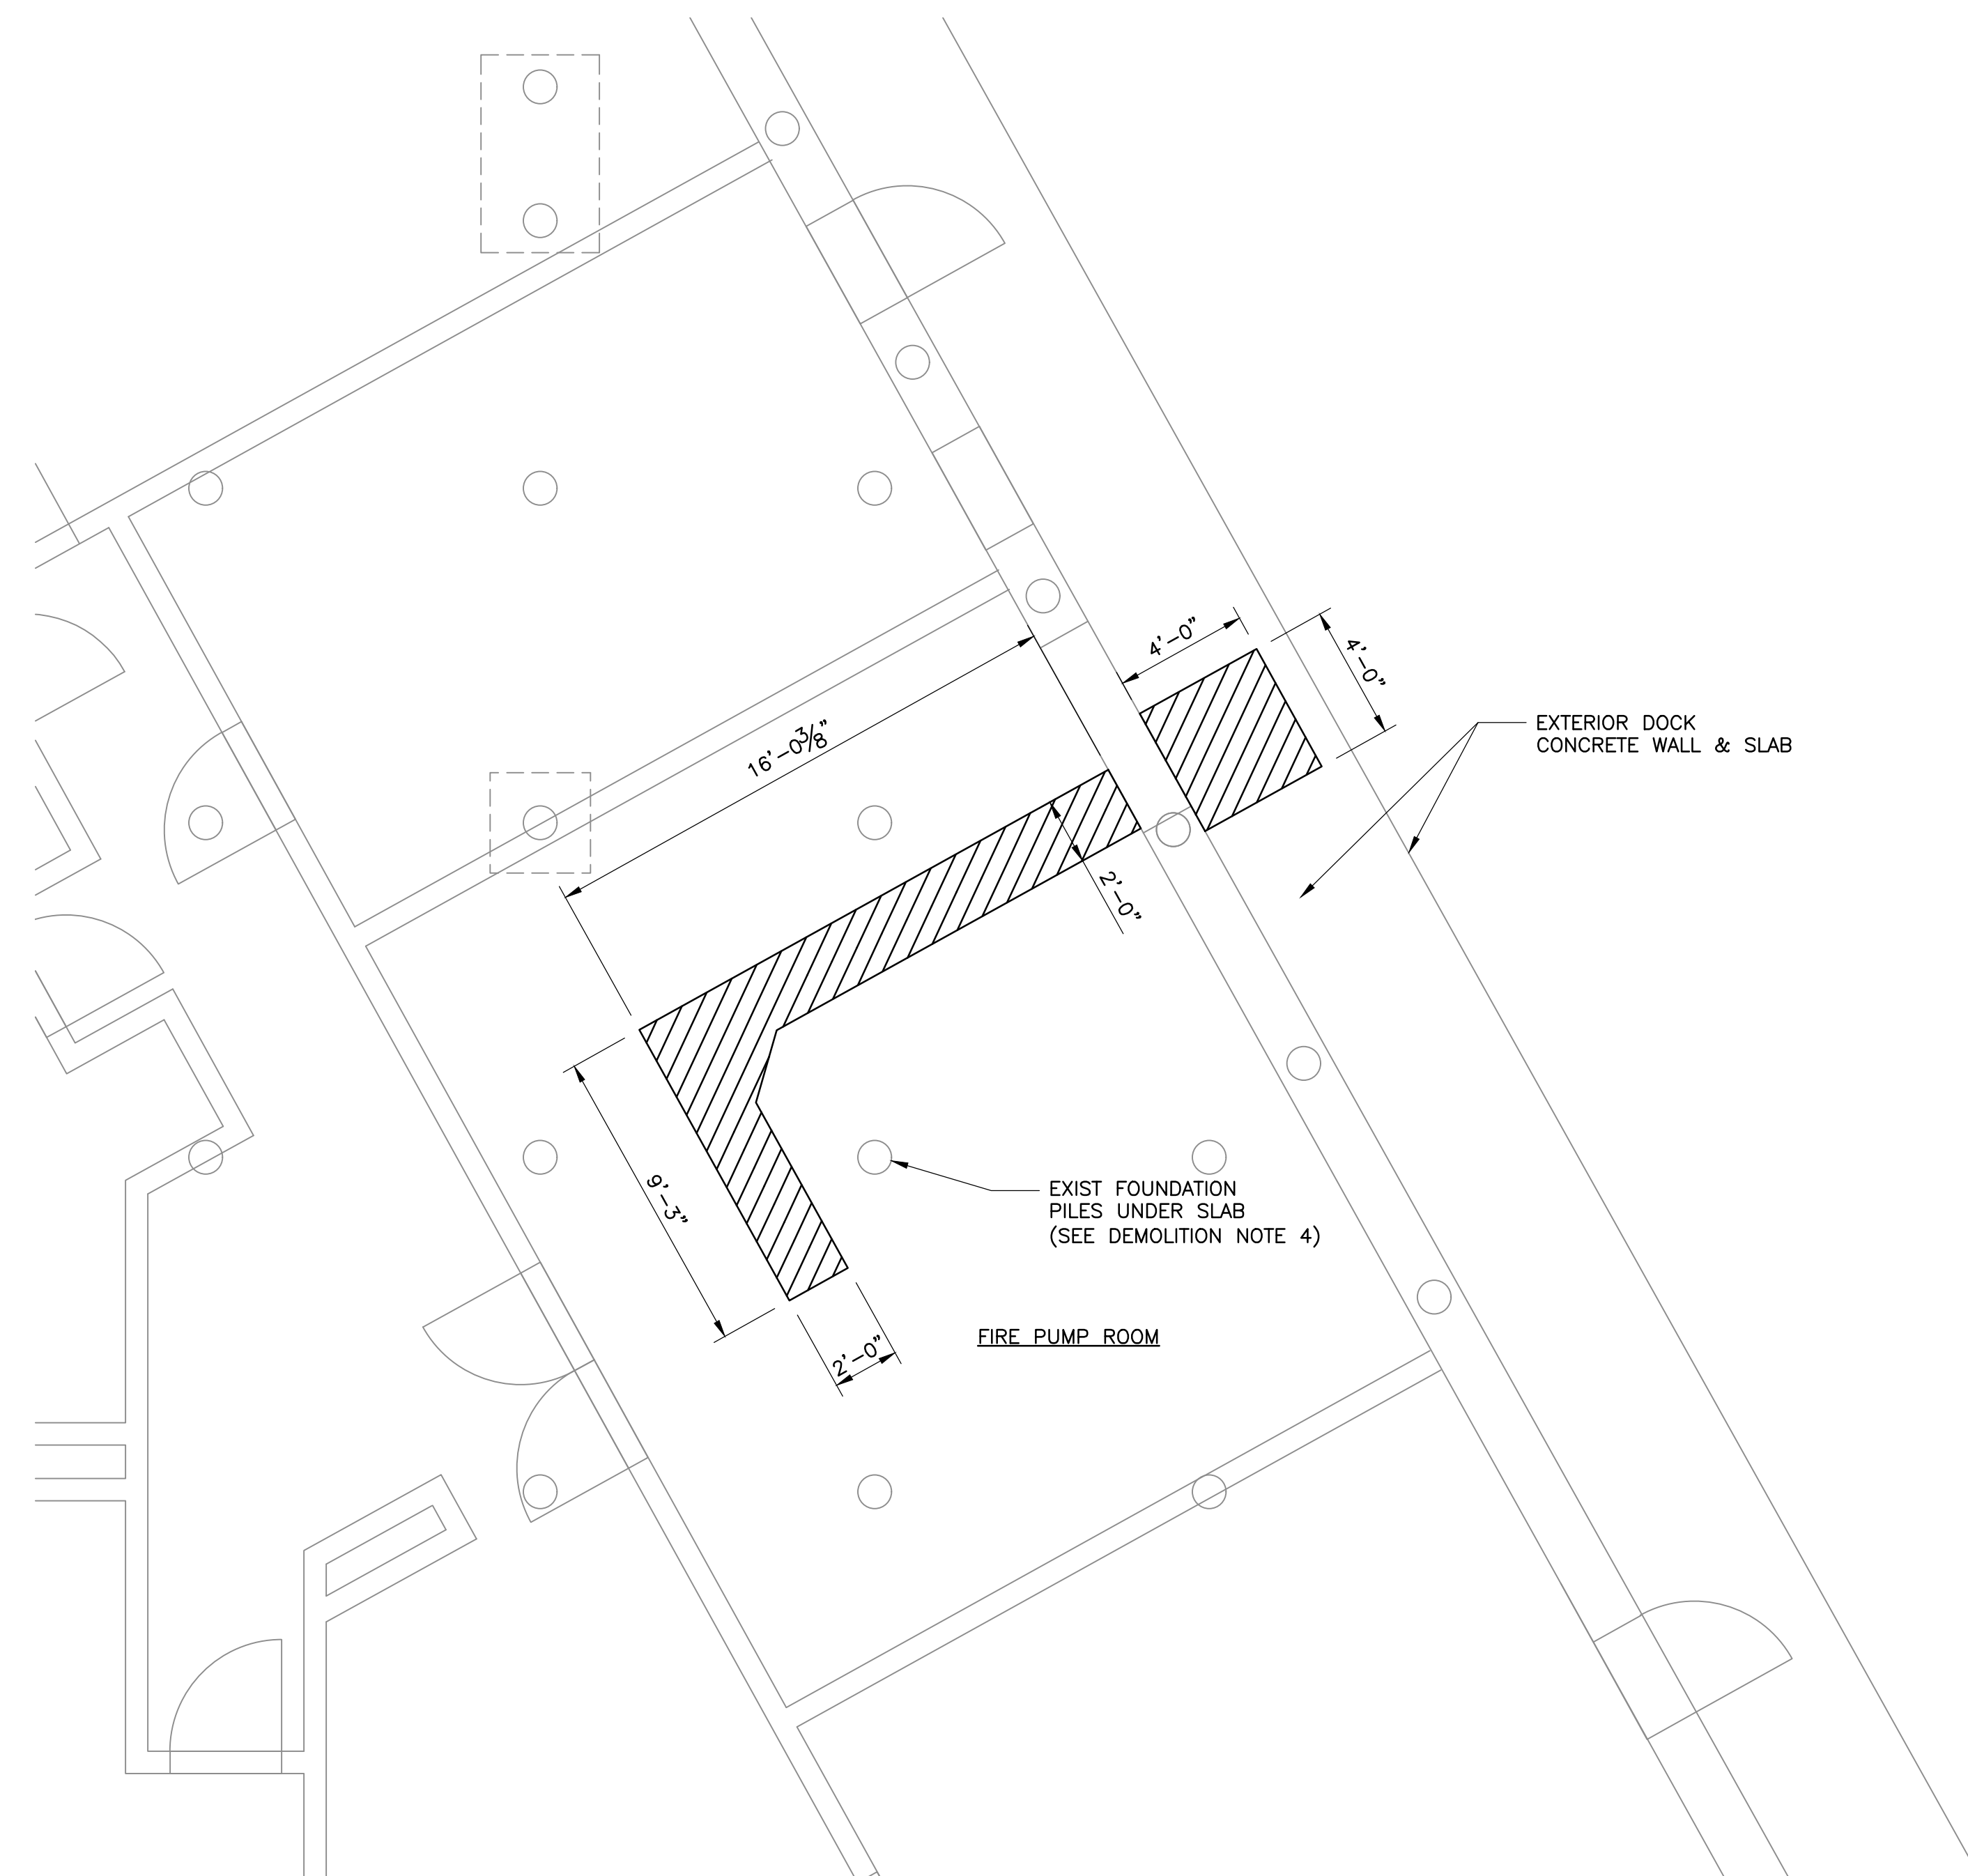 4'-0"
4'-0"
EXTERIOR DOCK
CONCRETE WALL & SLAB
16'-0 3/8"
2'-0"
9'-3"
EXIST FOUNDATION
PILES UNDER SLAB
(SEE DEMOLITION NOTE 4)
FIRE PUMP ROOM
2'-0"